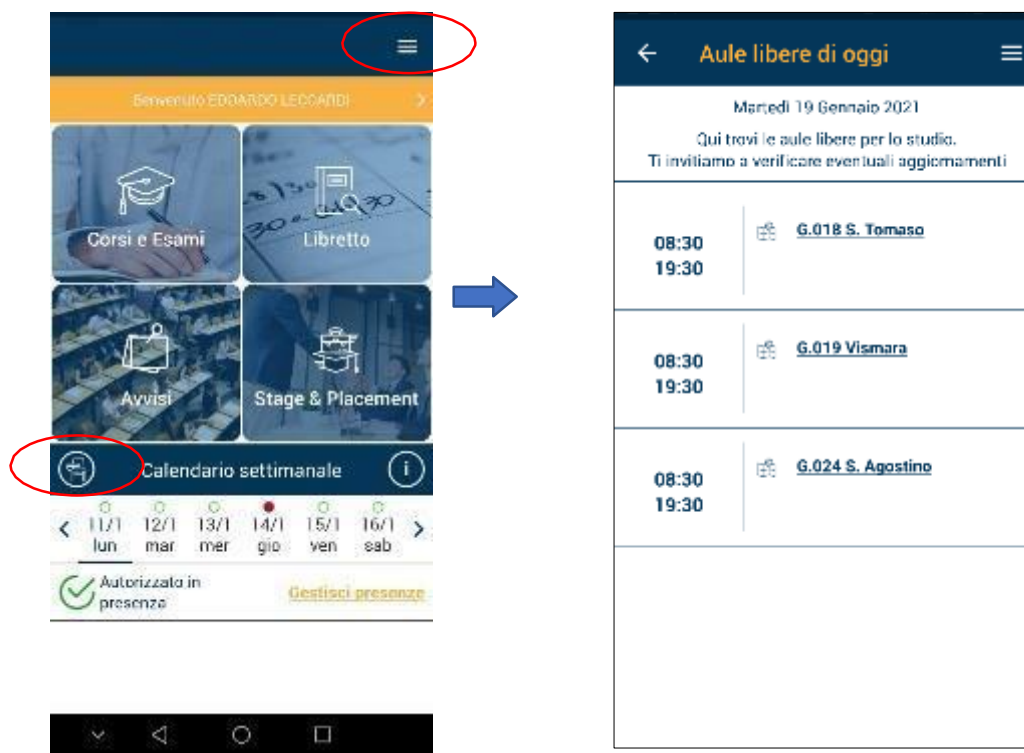 Benvenuto EDOARDO LECCARDI
Corsi e Esami
Libretto
Avvisi
Stage & Placement
Calendario settimanale
11/1 12/1 13/1 14/1 15/1 16/1
lun mar mer gio ven sab
Autorizzato in
presenza
Gestisci presenze
Aule libere di oggi
Martedì 19 Gennaio 2021
Qui trovi le aule libere per lo studio.
Ti invitiamo a verificare eventuali aggiornamenti
08:30
19:30
G.018 S. Tomaso
08:30
19:30
G.019 Vismara
08:30
19:30
G.024 S. Agostino